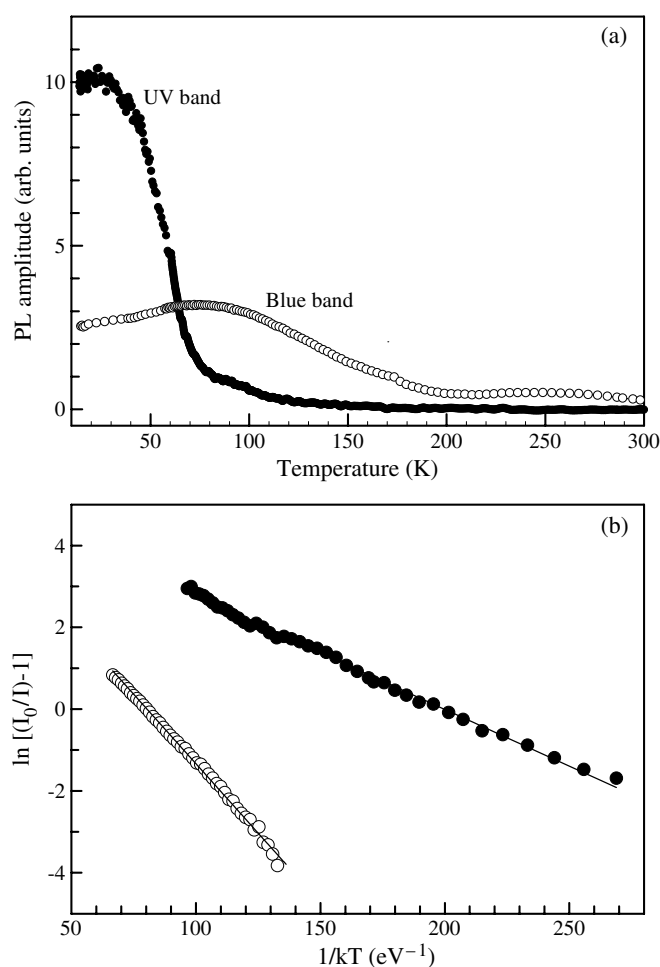 (a)
10
5
0
PL amplitude (arb. units)
UV band
Blue band
50
100
150
200
250
300
Temperature (K)
(b)
4
2
0
-2
-4
ln [(I₀/I)-1]
50
100
150
200
250
1/kT (eV⁻¹)